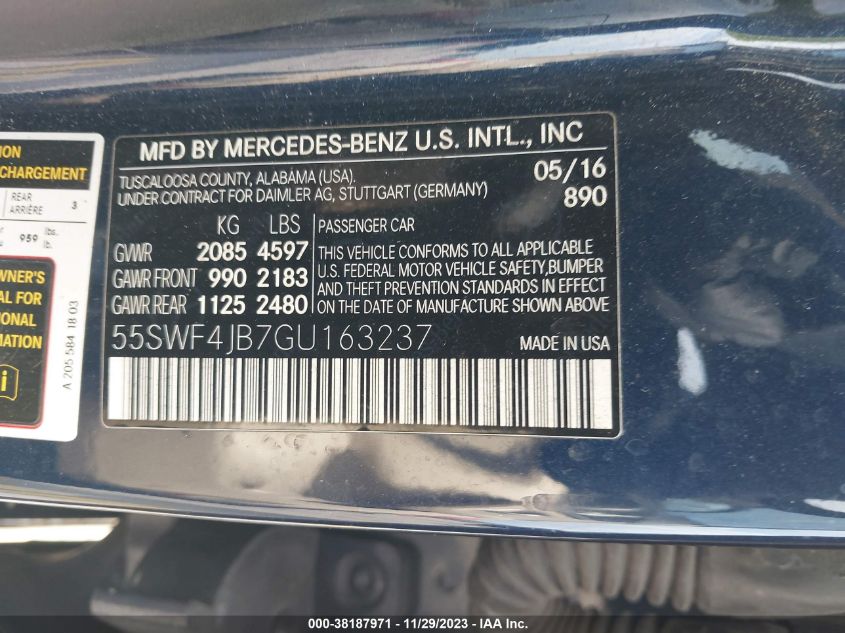 ION
CHARGEMENT
REAR
ARRIÈRE 3
959 lbs.
lb.
WNER'S
AL FOR
IONAL
MATION
i
A 205 584 18 03
MFD BY MERCEDES-BENZ U.S. INTL., INC
TUSCALOOSA COUNTY, ALABAMA (USA). 05/16
UNDER CONTRACT FOR DAIMLER AG, STUTTGART (GERMANY) 890
KG LBS PASSENGER CAR
GVWR 2085 4597 THIS VEHICLE CONFORMS TO ALL APPLICABLE
GAWR FRONT 990 2183 U.S. FEDERAL MOTOR VEHICLE SAFETY,BUMPER
AND THEFT PREVENTION STANDARDS IN EFFECT
GAWR REAR 1125 2480 ON THE DATE OF MANUFACTURE SHOWN ABOVE
55SWF4JB7GU163237 MADE IN USA
000-38187971 - 11/29/2023 - IAA Inc.